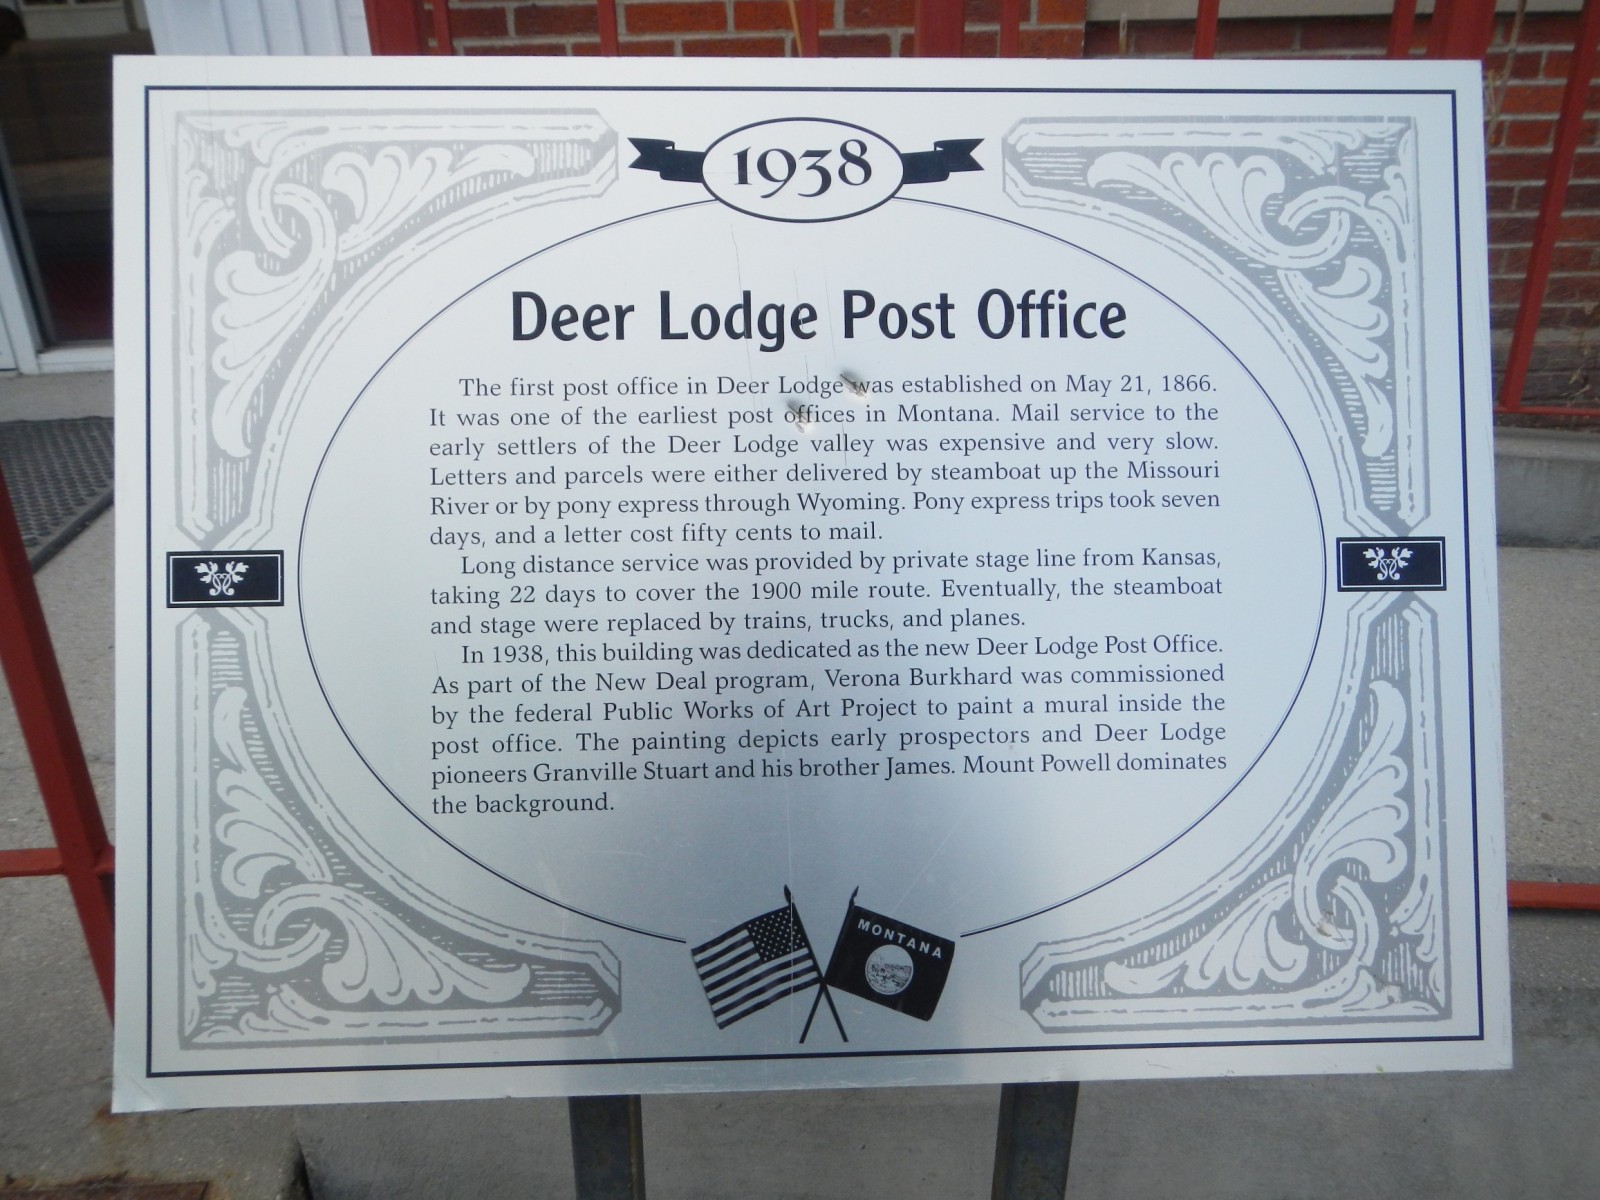 1938
Deer Lodge Post Office
The first post office in Deer Lodge was established on May 21, 1866.
It was one of the earliest post offices in Montana. Mail service to the
early settlers of the Deer Lodge valley was expensive and very slow.
Letters and parcels were either delivered by steamboat up the Missouri
River or by pony express through Wyoming. Pony express trips took seven
days, and a letter cost fifty cents to mail.
Long distance service was provided by private stage line from Kansas,
taking 22 days to cover the 1900 mile route. Eventually, the steamboat
and stage were replaced by trains, trucks, and planes.
In 1938, this building was dedicated as the new Deer Lodge Post Office.
As part of the New Deal program, Verona Burkhard was commissioned
by the federal Public Works of Art Project to paint a mural inside the
post office. The painting depicts early prospectors and Deer Lodge
pioneers Granville Stuart and his brother James. Mount Powell dominates
the background.
MONTANA